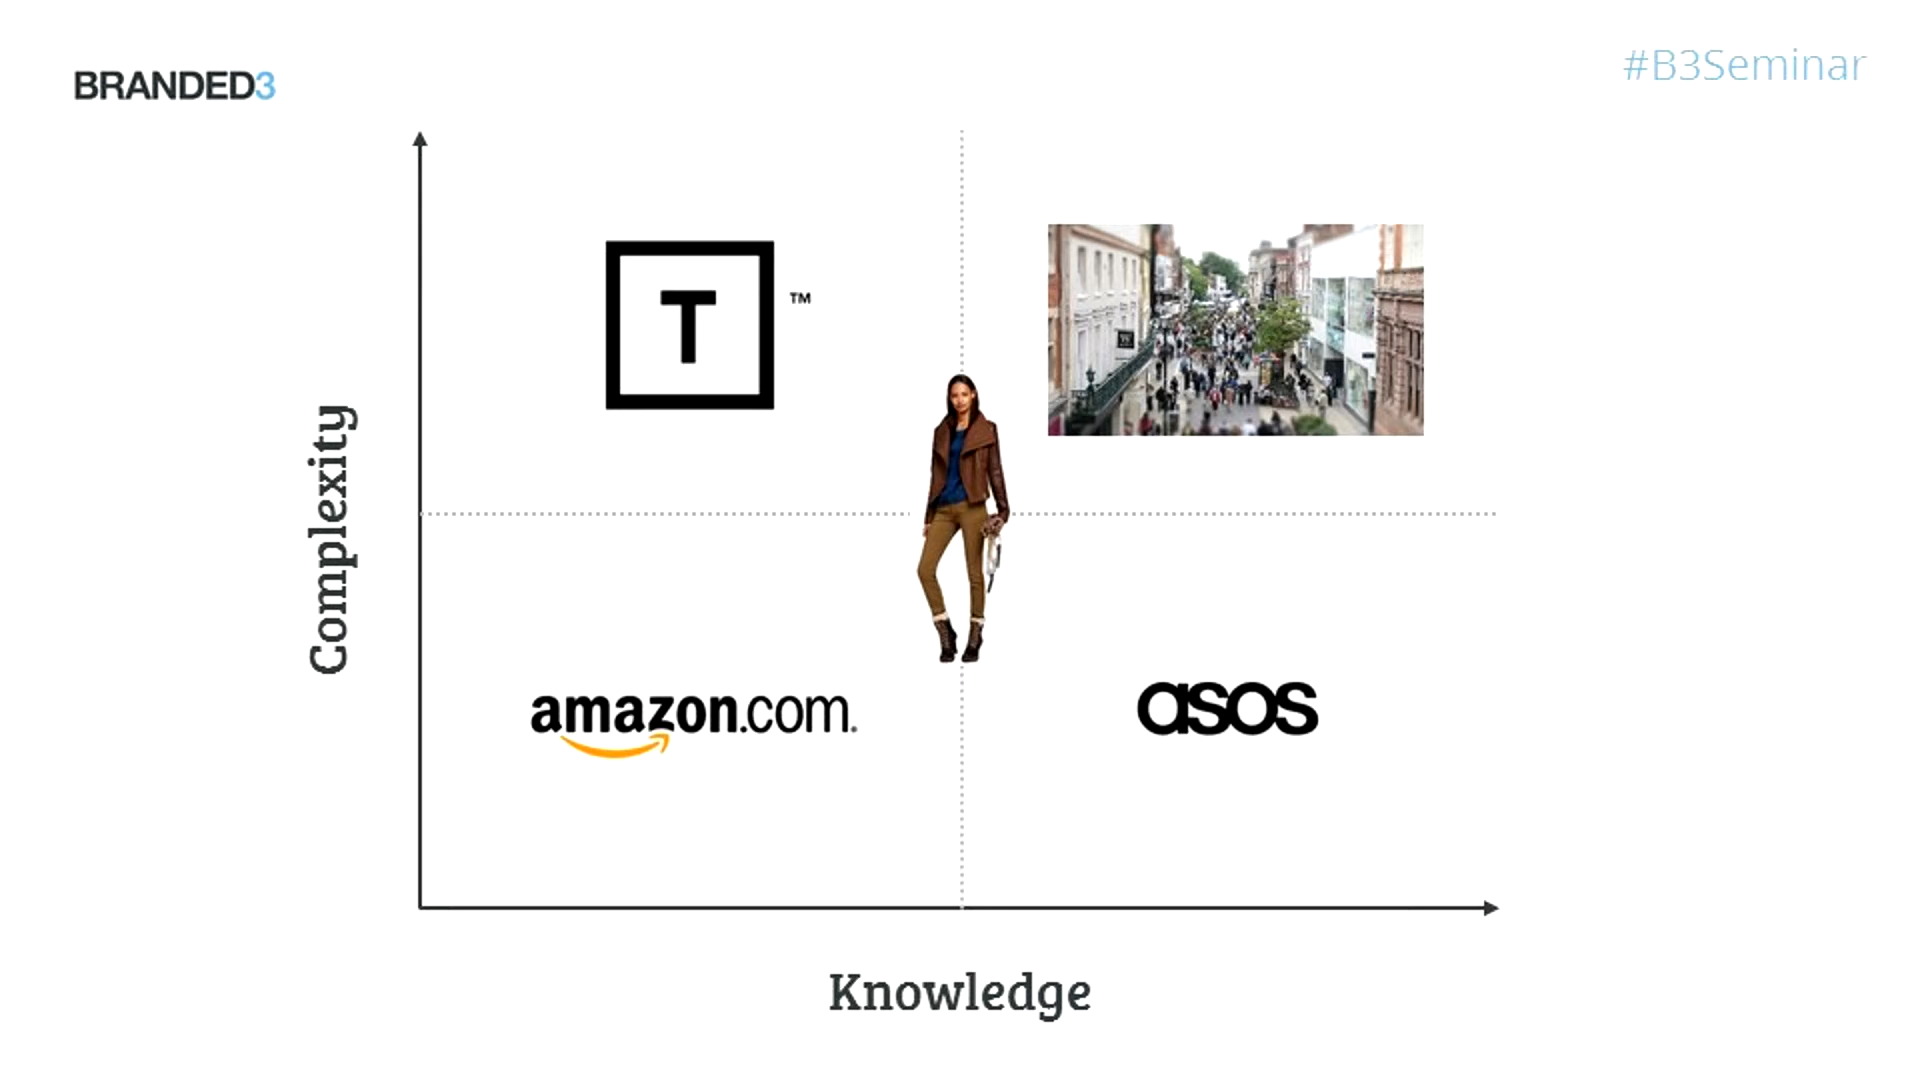 BRANDED3
#B3Seminar
T
TM
Complexity
amazon.com
asos
Knowledge